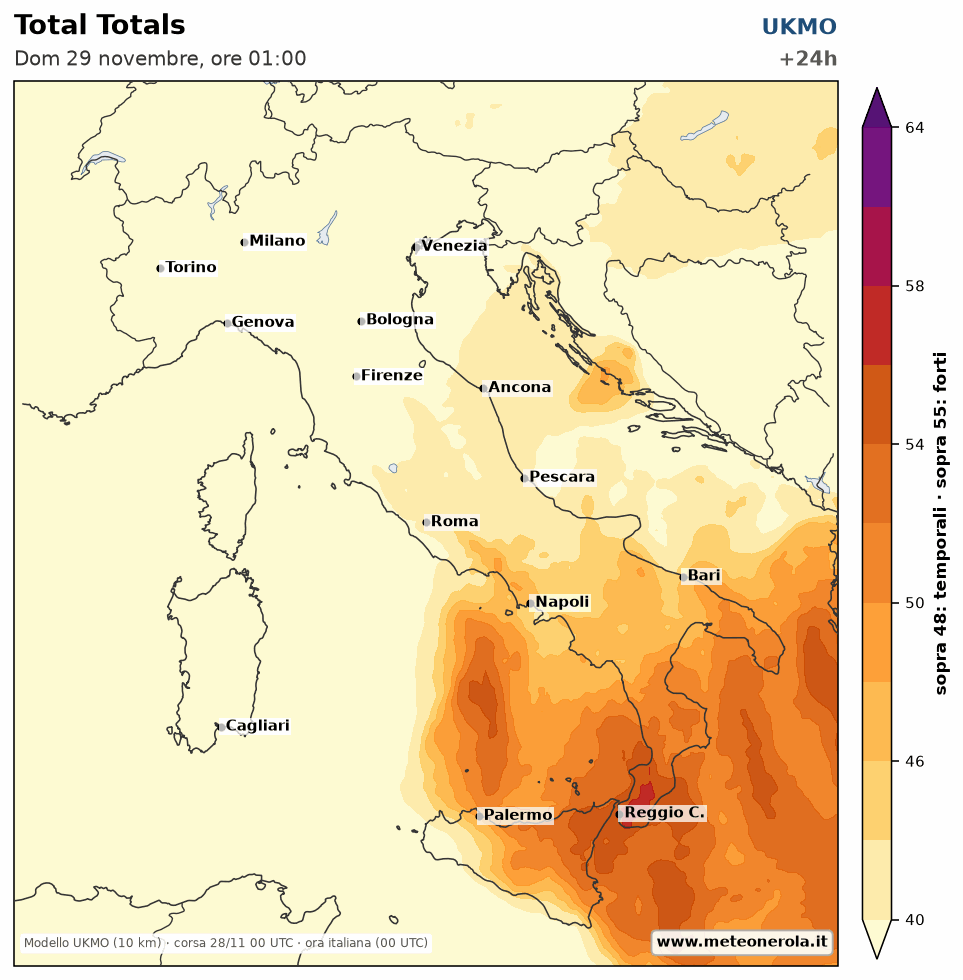 Total Totals
UKMO
Dom 29 novembre, ore 01:00
+24h
Milano
Venezia
Torino
Genova
Bologna
Firenze
Ancona
Pescara
Roma
Bari
Napoli
Cagliari
Palermo
Reggio C.
64
58
54
50
46
40
sopra 48: temporali · sopra 55: forti
Modello UKMO (10 km) · corsa 28/11 00 UTC · ora italiana (00 UTC)
www.meteonerola.it